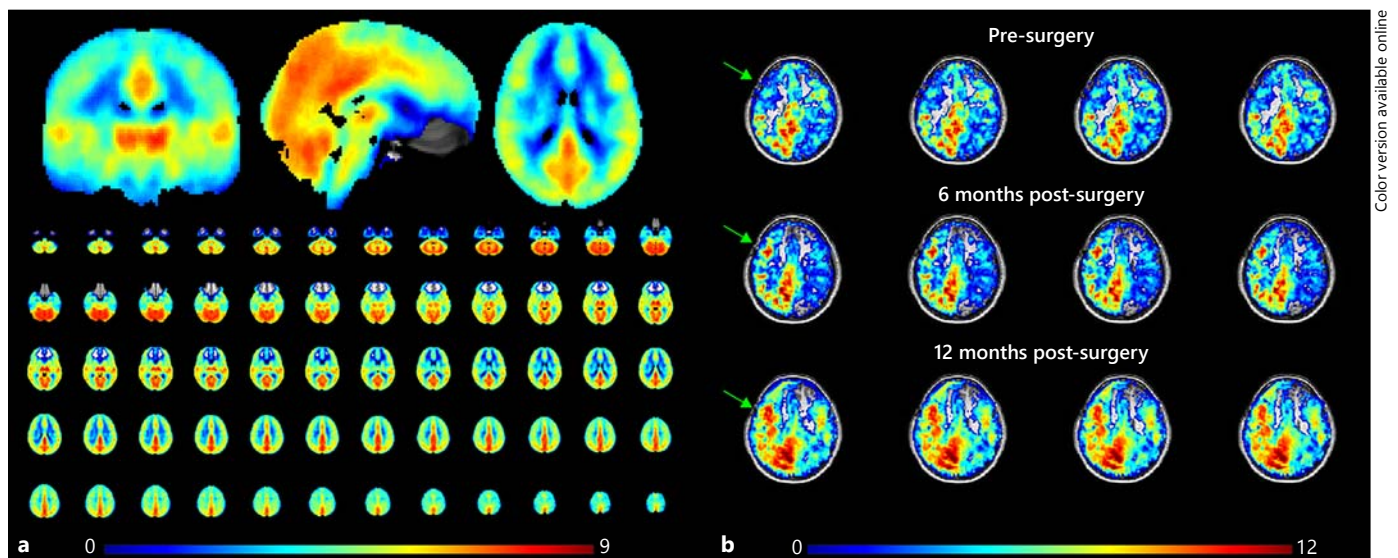 Pre-surgery
6 months post-surgery
12 months post-surgery
a
0
9
b
0
12
Color version available online